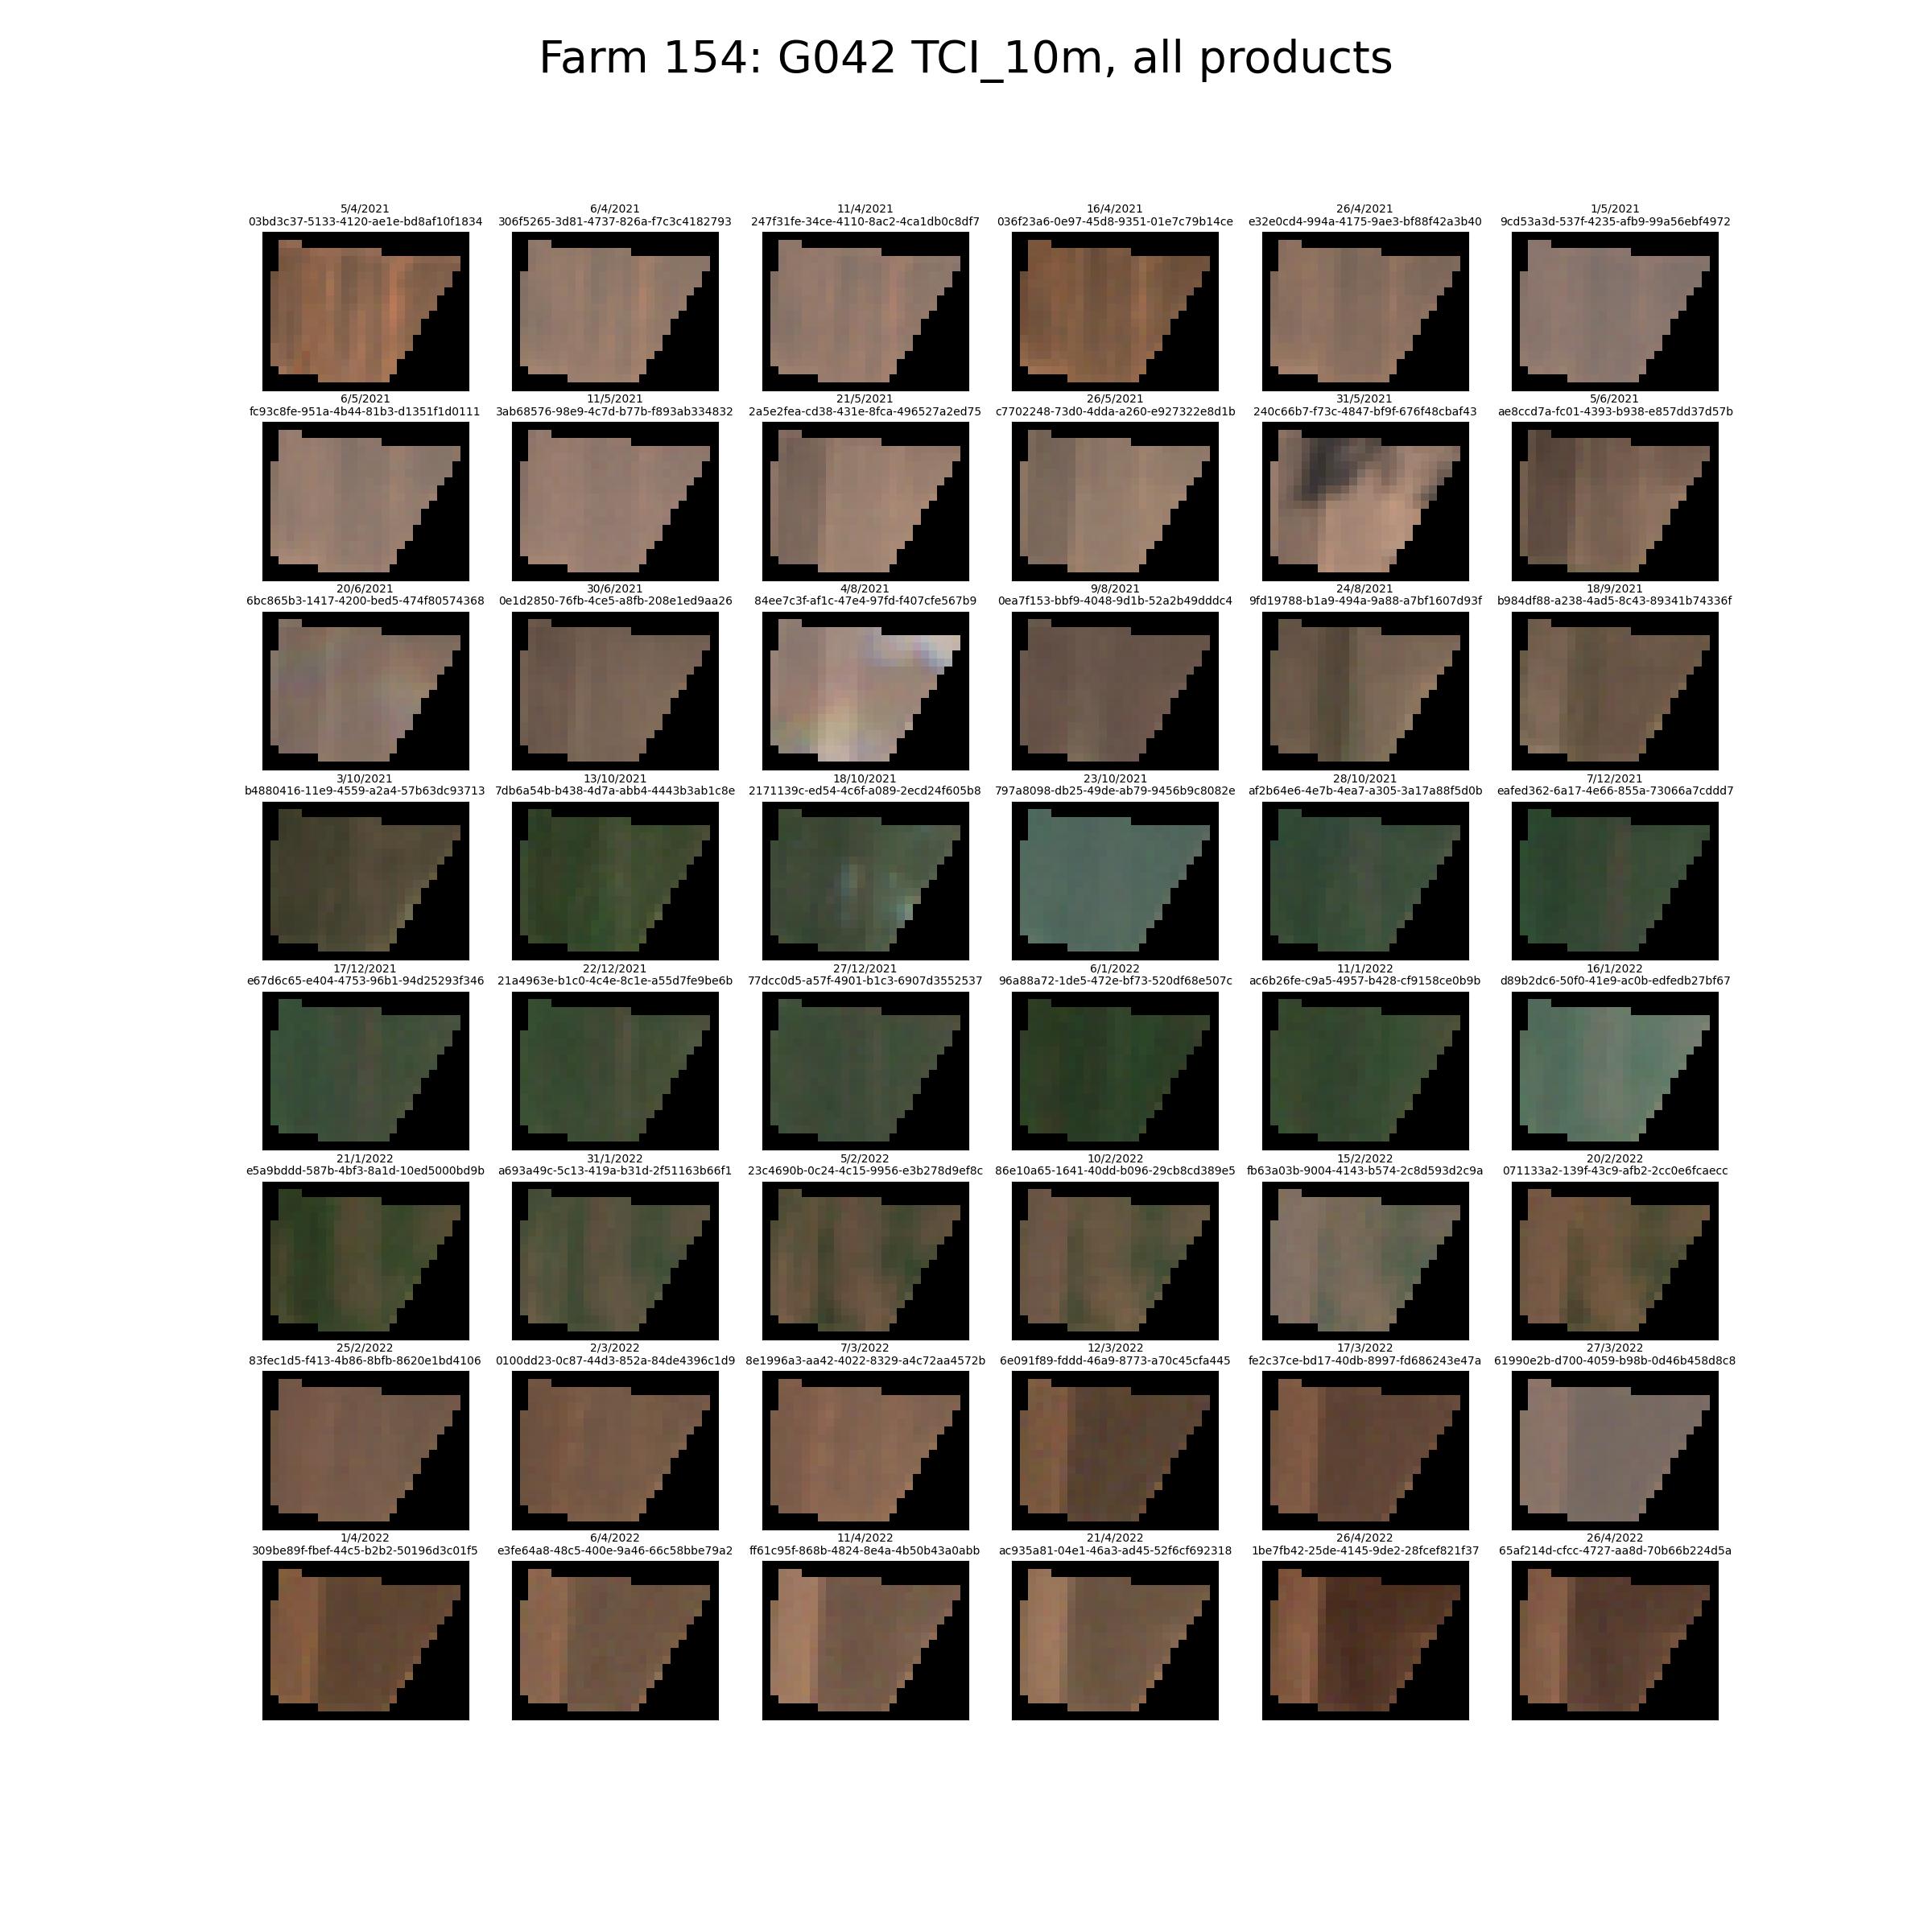 Farm 154: G042 TCI_10m, all products
5/4/2021 6/4/2021 11/4/2021 16/4/2021 26/4/2021 1/5/2021
03bd3c37-5133-4120-ae1e-bd8af10f1834 306f5265-3d81-4737-826a-f7c3c4182793 247f31fe-34ce-4110-8ac2-4ca1db0c8df7 036f23a6-0e97-45d8-9351-01e7c79b14ce e32e0cd4-994a-4175-9ae3-bf88f42a3b40 9cd53a3d-537f-4235-afb9-99a56ebf4972
6/5/2021 11/5/2021 21/5/2021 26/5/2021 31/5/2021 5/6/2021
fc93c8fe-951a-4b44-81b3-d1351f1d0111 3ab68576-98e9-4c7d-b77b-f893ab334832 2a5e2fea-cd38-431e-8fca-496527a2ed75 c7702248-73d0-4dda-a260-e927322e8d1b 240c66b7-f73c-4847-bf9f-676f48cbaf43 ae8ccd7a-fc01-4393-b938-e857dd37d57b
20/6/2021 30/6/2021 4/8/2021 9/8/2021 24/8/2021 18/9/2021
6bc865b3-1417-4200-bed5-474f80574368 0e1d2850-76fb-4ce5-a8fb-208e1ed9aa26 84ee7c3f-af1c-47e4-97fd-f407cfe567b9 0ea7f153-bbf9-4048-9d1b-52a2b49dddc4 9fd19788-b1a9-494a-9a88-a7bf1607d93f b984df88-a238-4ad5-8c43-89341b74336f
3/10/2021 13/10/2021 18/10/2021 23/10/2021 28/10/2021 7/12/2021
b4880416-11e9-4559-a2a4-57b63dc93713 7db6a54b-b438-4d7a-abb4-4443b3ab1c8e 2171139c-ed54-4c6f-a089-2ecd24f605b8 797a8098-db25-49de-ab79-9456b9c8082e af2b64e6-4e7b-4ea7-a305-3a17a88f5d0b eafed362-6a17-4e66-855a-73066a7cddd7
17/12/2021 22/12/2021 27/12/2021 6/1/2022 11/1/2022 16/1/2022
e67d6c65-e404-4753-96b1-94d25293f346 21a4963e-b1c0-4c4e-8c1e-a55d7fe9be6b 77dcc0d5-a57f-4901-b1c3-6907d3552537 96a88a72-1de5-472e-bf73-520df68e507c ac6b26fe-c9a5-4957-b428-cf9158ce0b9b d89b2dc6-50f0-41e9-ac0b-edfedb27bf67
21/1/2022 31/1/2022 5/2/2022 10/2/2022 15/2/2022 20/2/2022
e5a9bddd-587b-4bf3-8a1d-10ed5000bd9b a693a49c-5c13-419a-b31d-2f51163b66f1 23c4690b-0c24-4c15-9956-e3b278d9ef8c 86e10a65-1641-40dd-b096-29cb8cd389e5 fb63a03b-9004-4143-b574-2c8d593d2c9a 071133a2-139f-43c9-afb2-2cc0e6fcaecc
25/2/2022 2/3/2022 7/3/2022 12/3/2022 17/3/2022 27/3/2022
83fec1d5-f413-4b86-8bfb-8620e1bd4106 0100dd23-0c87-44d3-852a-84de4396c1d9 8e1996a3-aa42-4022-8329-a4c72aa4572b 6e091f89-fddd-46a9-8773-a70c45cfa445 fe2c37ce-bd17-40db-8997-fd686243e47a 61990e2b-d700-4059-b98b-0d46b458d8c8
1/4/2022 6/4/2022 11/4/2022 21/4/2022 26/4/2022 26/4/2022
309be89f-fbef-44c5-b2b2-50196d3c01f5 e3fe64a8-48c5-400e-9a46-66c58bbe79a2 ff61c95f-868b-4824-8e4a-4b50b43a0abb ac935a81-04e1-46a3-ad45-52f6cf692318 1be7fb42-25de-4145-9de2-28fcef821f37 65af214d-cfcc-4727-aa8d-70b66b224d5a